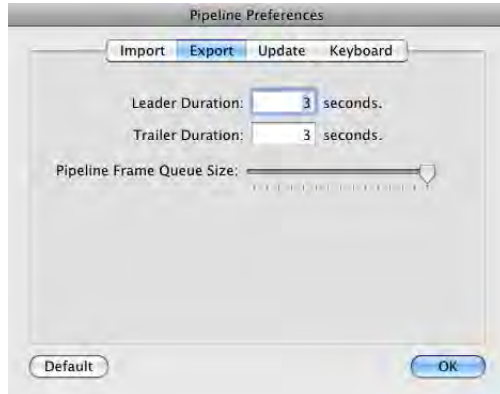 Pipeline Preferences
Import Export Update Keyboard
Leader Duration: 3 seconds.
Trailer Duration: 3 seconds.
Pipeline Frame Queue Size:
Default OK